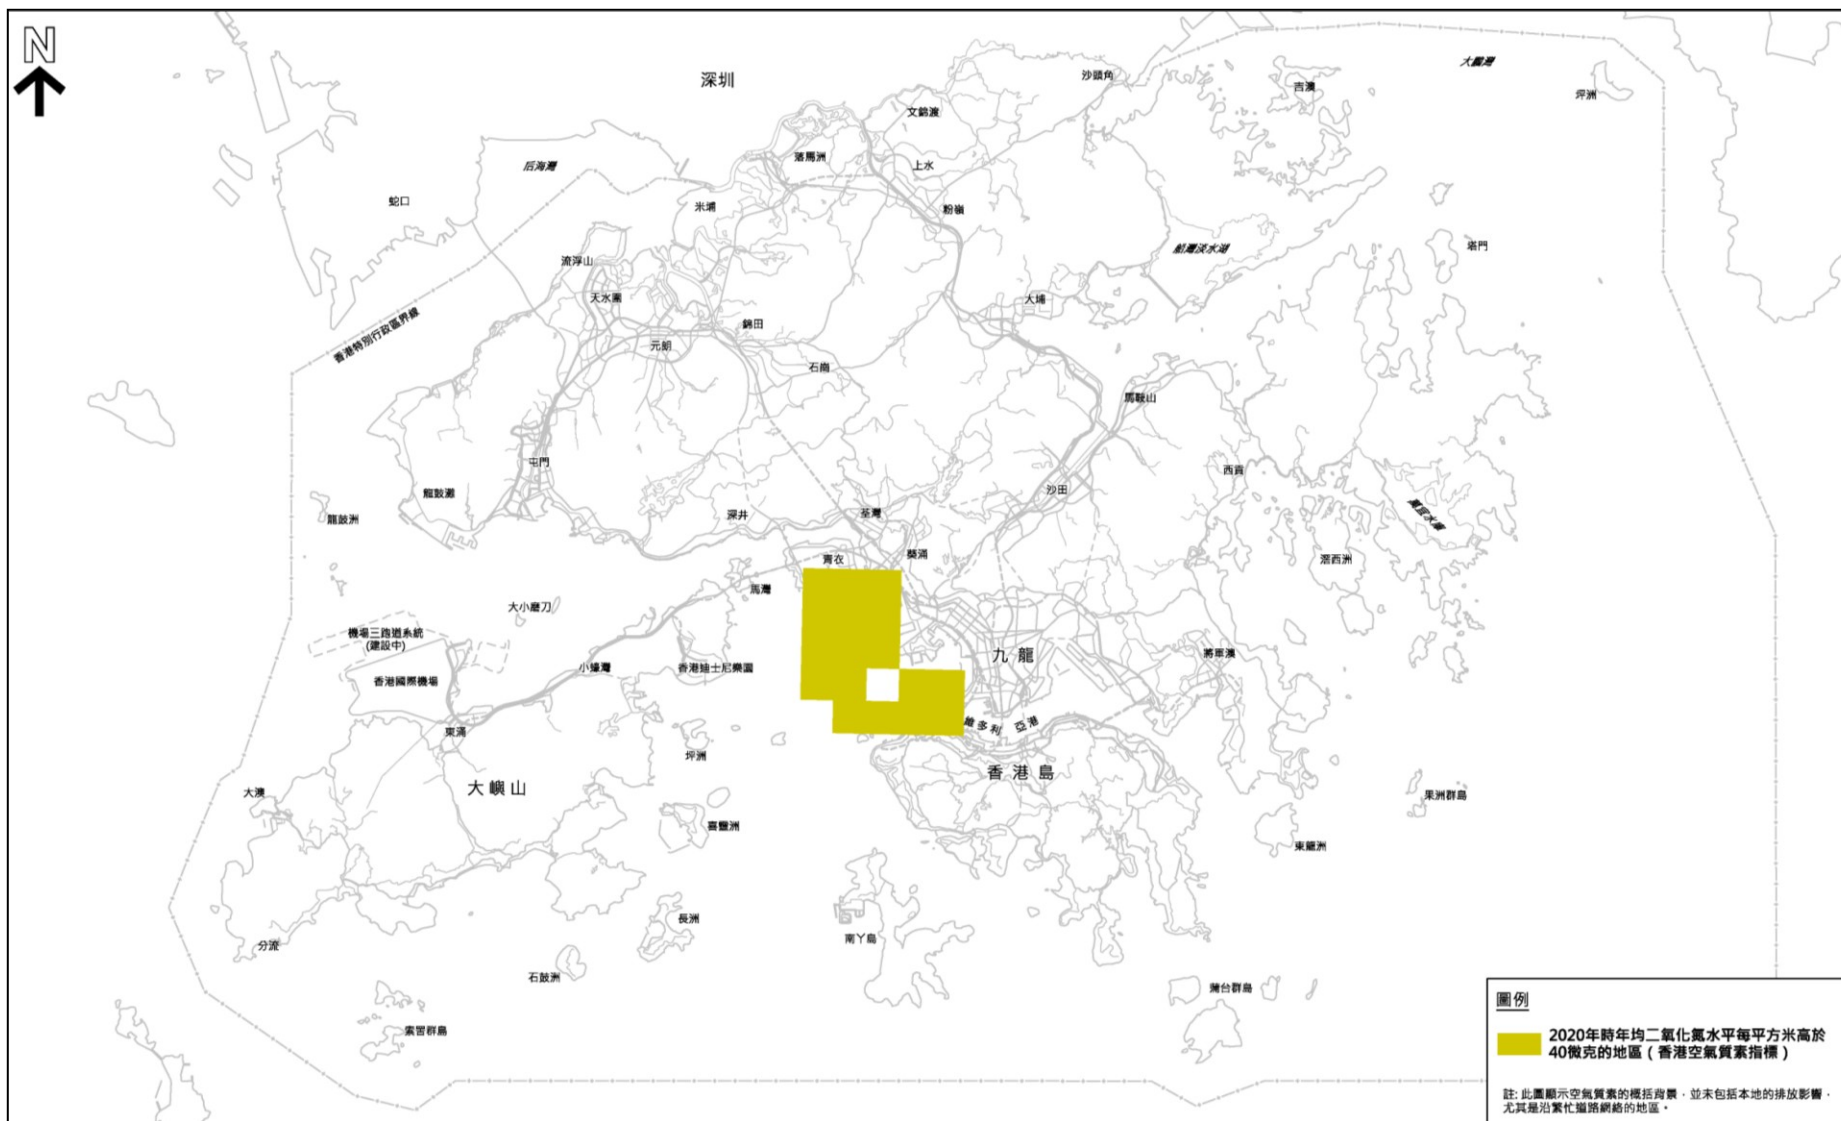 N
深圳
沙頭角
大鵬灣
吉澳
坪洲
文錦渡
后海灣
落馬洲
上水
蛇口
米埔
粉嶺
船灣淡水湖
塔門
流浮山
天水圍
大埔
香港特別行政區界線
錦田
元朗
石崗
馬鞍山
屯門
西貢
沙田
龍鼓灘
萬宜水庫
龍鼓洲
深井
荃灣
青衣
葵涌
滘西洲
馬灣
大小磨刀
機場三跑道系統
(建設中)
九龍
將軍澳
小蠔灣
香港迪士尼樂園
香港國際機場
維多利亞港
東涌
坪洲
香港島
大嶼山
大澳
果洲群島
喜靈洲
東龍洲
長洲
南丫島
分流
石鼓洲
蒲台群島
索罟群島
圖例
2020年時年均二氧化氮水平每平方米高於
40微克的地區（香港空氣質素指標）
註: 此圖顯示空氣質素的概括背景，並未包括本地的排放影響，
尤其是沿繁忙道路網絡的地區。